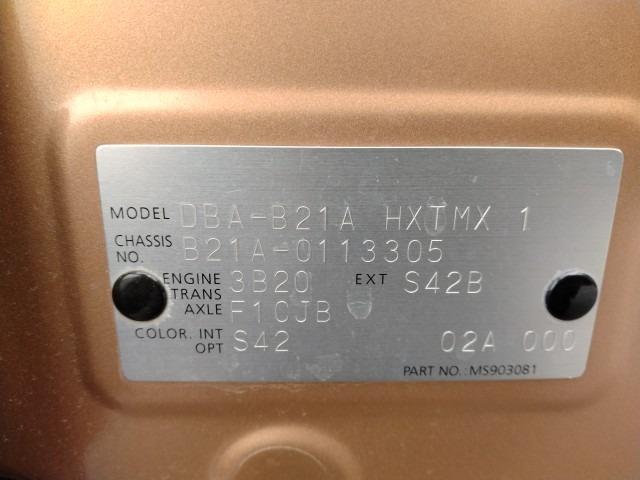 MODEL DBA-B21A HXTMX 1
CHASSIS NO. B21A-0113305
ENGINE 3B20 EXT S42B
TRANS AXLE F1CJB
COLOR. INT S42 02A 000
OPT
PART NO.:MS903081